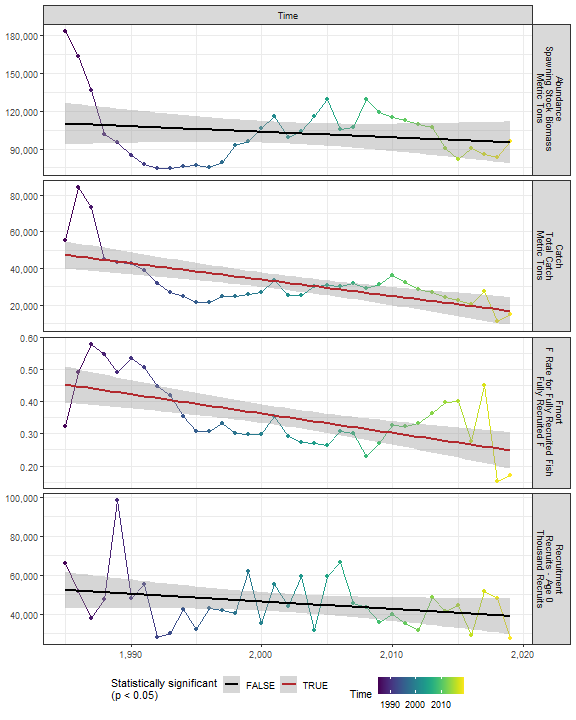 Time
180,000
150,000
120,000
90,000
Abundance
Spawning Stock Biomass
Metric Tons
80,000
60,000
40,000
20,000
Catch
Total Catch
Metric Tons
0.60
0.50
0.40
0.30
0.20
Fmort
F Rate for Fully Recruited Fish
Fully Recruited F
100,000
80,000
60,000
40,000
Recruitment
Recruits - Age 0
Thousand Recruits
1,990 2,000 2,010 2,020
Statistically significant
(p < 0.05)
FALSE TRUE
Time
1990 2000 2010